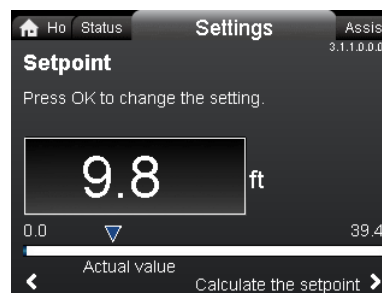 Ho Status Settings Assis
3.1.1.0.0.0
Setpoint
Press OK to change the setting.
9.8 ft
0.0 39.4
Actual value
Calculate the setpoint